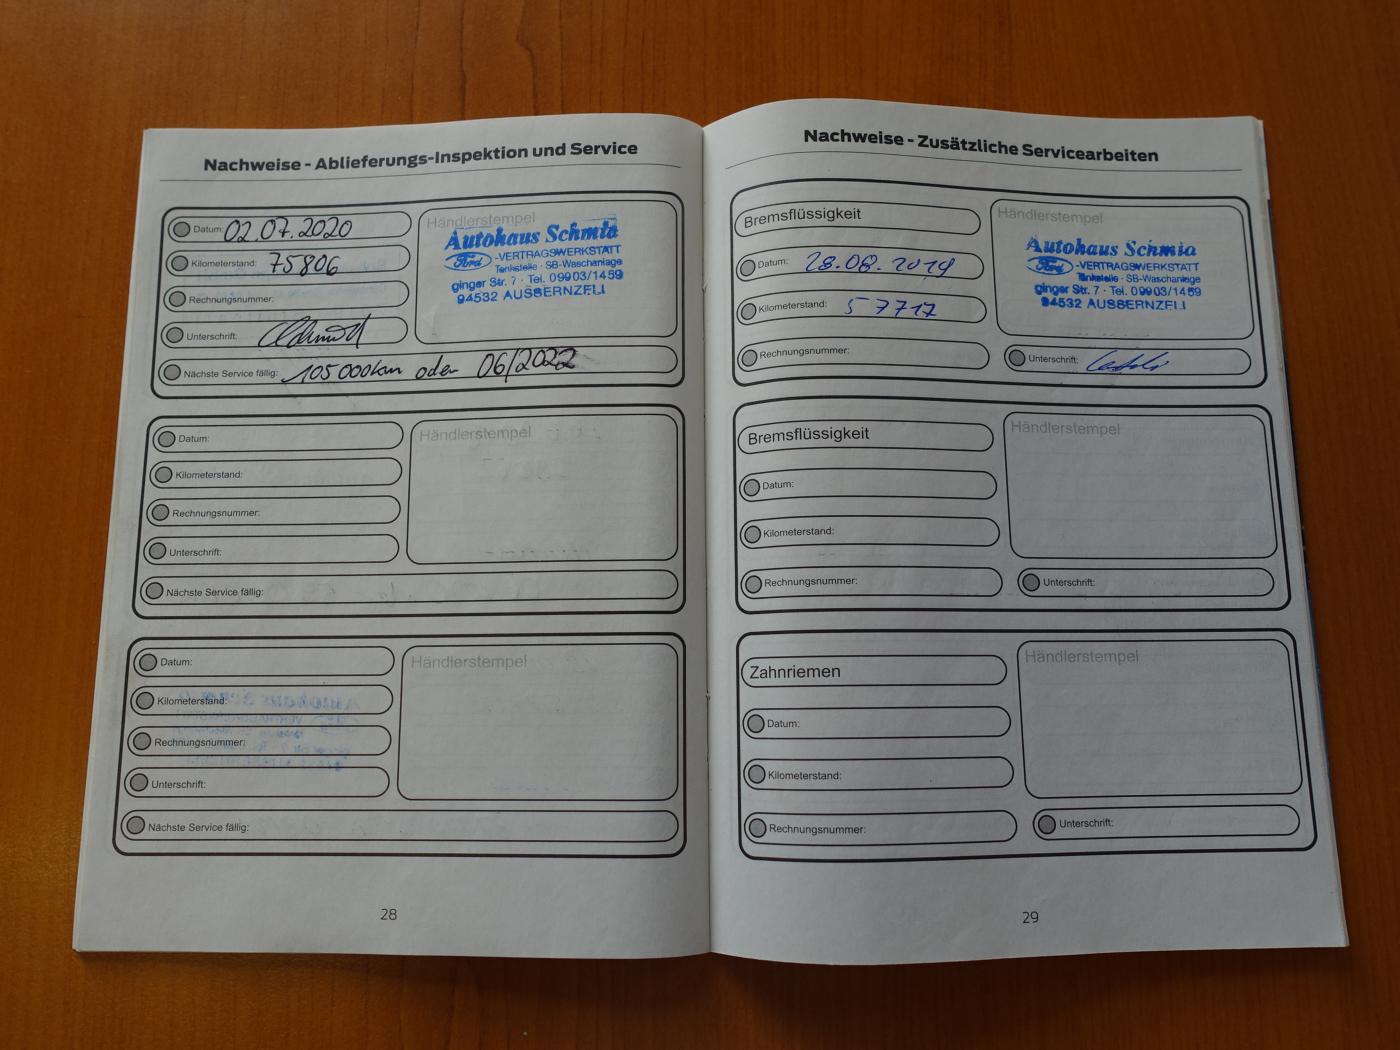 Nachweise - Ablieferungs-Inspektion und Service
Datum: 02.07.2020
Kilometerstand: 75806
Rechnungsnummer:
Unterschrift:
Nächste Service fällig: 105 000km oder 06/2022
Händlerstempel
Autohaus Schmid
Ford -VERTRAGSWERKSTATT
Tankstelle · SB-Waschanlage
ginger Str. 7 · Tel. 09903/1459
94532 AUSSERNZELL
Datum:
Kilometerstand:
Rechnungsnummer:
Unterschrift:
Nächste Service fällig:
Händlerstempel
Datum:
Kilometerstand:
Rechnungsnummer:
Unterschrift:
Nächste Service fällig:
Händlerstempel
28
Nachweise - Zusätzliche Servicearbeiten
Bremsflüssigkeit
Datum: 28.08.2019
Kilometerstand: 57717
Rechnungsnummer:
Händlerstempel
Autohaus Schmid
Ford -VERTRAGSWERKSTATT
Tankstelle · SB-Waschanlage
ginger Str. 7 · Tel. 09903/1459
94532 AUSSERNZELL
Unterschrift:
Bremsflüssigkeit
Datum:
Kilometerstand:
Rechnungsnummer:
Händlerstempel
Unterschrift:
Zahnriemen
Datum:
Kilometerstand:
Rechnungsnummer:
Händlerstempel
Unterschrift:
29